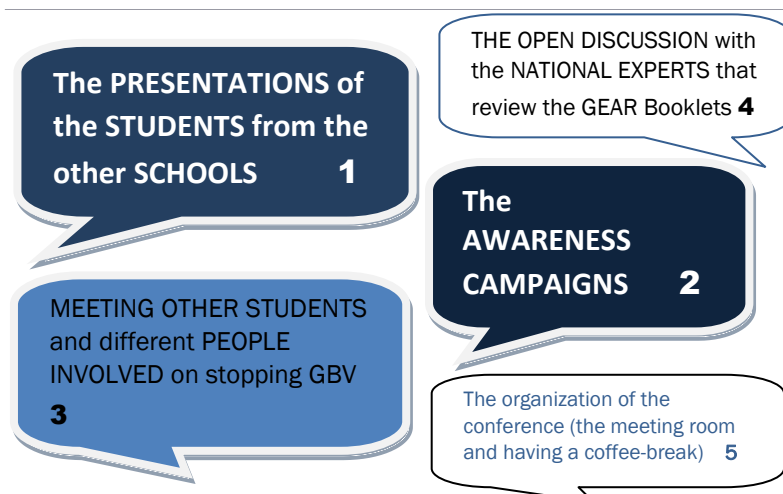 The PRESENTATIONS of
the STUDENTS from the
other SCHOOLS 1
THE OPEN DISCUSSION with
the NATIONAL EXPERTS that
review the GEAR Booklets 4
The
AWARENESS
CAMPAIGNS 2
MEETING OTHER STUDENTS
and different PEOPLE
INVOLVED on stopping GBV
3
The organization of the
conference (the meeting room
and having a coffee-break) 5